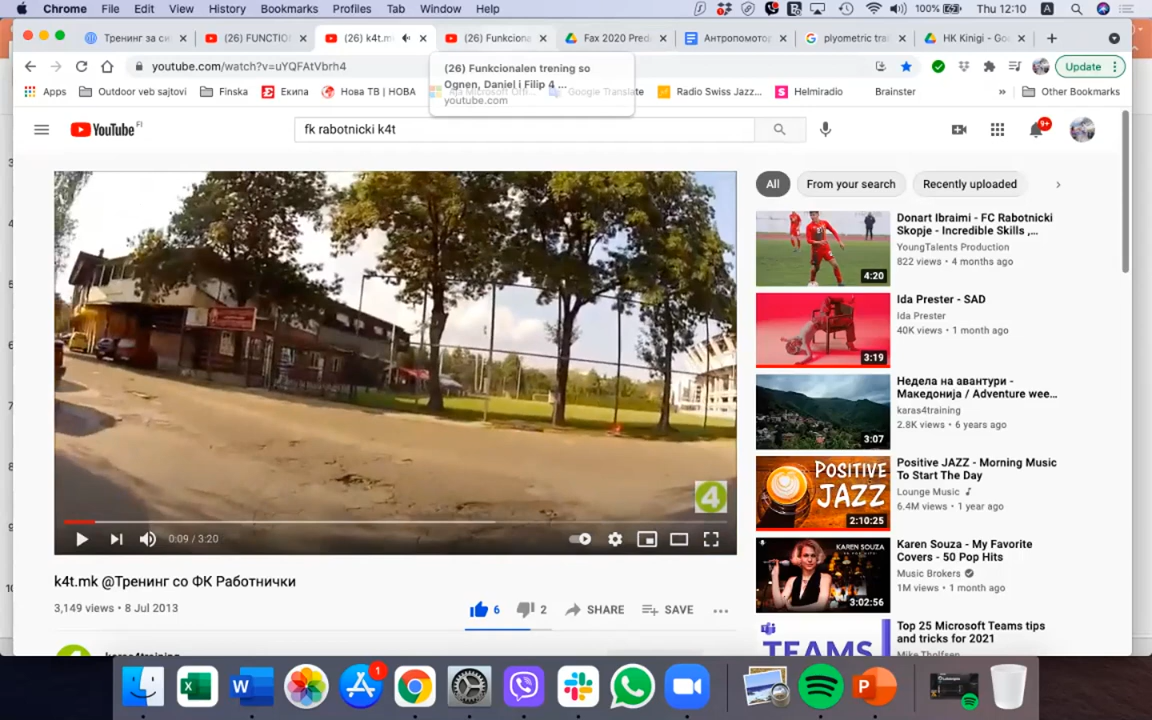 Chrome File Edit View History Bookmarks Profiles Tab Window Help 100% Thu 12:10 A
Тренинг за си
(26) FUNCTION
(26) k4t.m
(26) Funkciona
Fax 2020 Pred
Антропомотор
plyometric tra
HK Kinigi - Go
(26) Funkcionalen trening so
Ognen, Daniel i Filip 4 ...
youtube.com
youtube.com/watch?v=uYQFAtVbrh4
Update
Apps Outdoor veb sajtovi Finska Екипа Нова ТВ | НОВА Google Translate Radio Swiss Jazz... Helmiradio Brainster » Other Bookmarks
YouTube FI
fk rabotnicki k4t
9+
All From your search Recently uploaded
4
0:09 / 3:20
k4t.mk @Тренинг со ФК Работнички
3,149 views • 8 Jul 2013
6 2 SHARE SAVE
karas4training
4:20
Donart Ibraimi - FC Rabotnicki
Skopje - Incredible Skills ,...
YoungTalents Production
822 views • 4 months ago
3:19
Ida Prester - SAD
Ida Prester
40K views • 1 month ago
3:07
Недела на авантури -
Македонија / Adventure wee...
karas4training
2.8K views • 6 years ago
POSITIVE
JAZZ
2:10:25
Positive JAZZ - Morning Music
To Start The Day
Lounge Music
6.4M views • 1 year ago
KAREN SOUZA
3:02:56
Karen Souza - My Favorite
Covers - 50 Pop Hits
Music Brokers
1M views • 1 month ago
TEAMS
Top 25 Microsoft Teams tips
and tricks for 2021
Mike Tholfsen
1
X
W
P